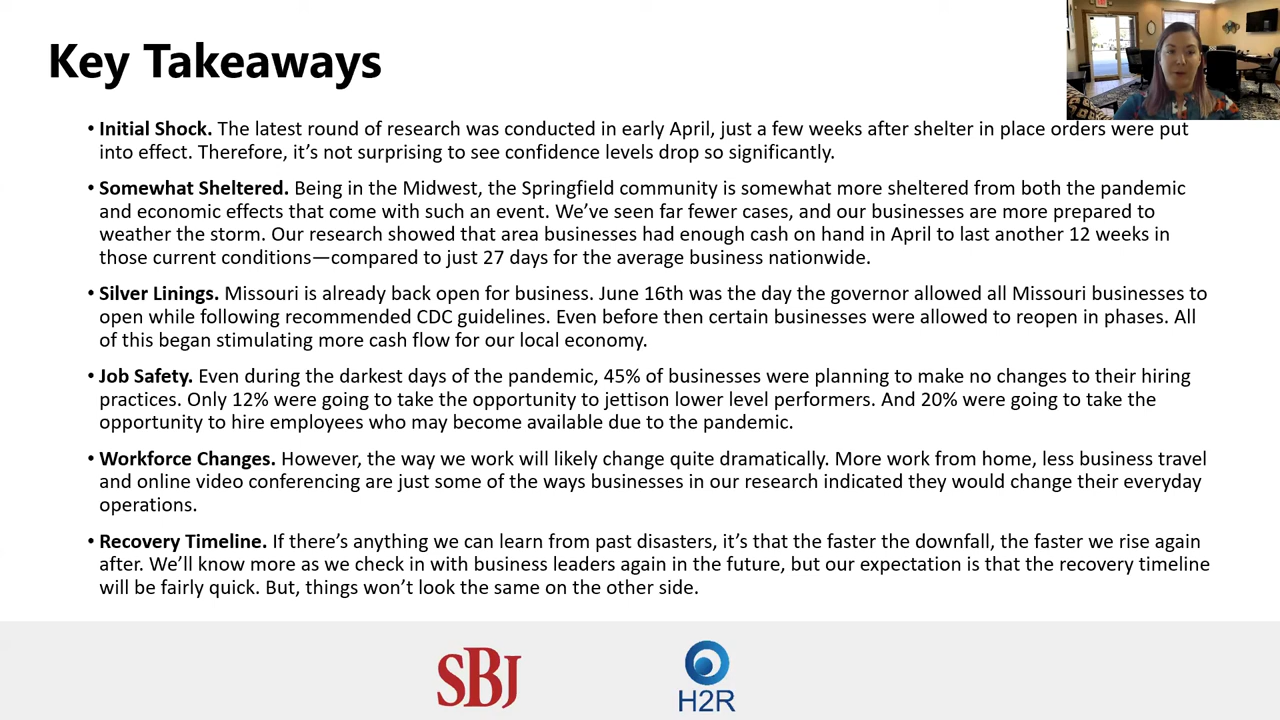 Key Takeaways
• Initial Shock. The latest round of research was conducted in early April, just a few weeks after shelter in place orders were put
into effect. Therefore, it’s not surprising to see confidence levels drop so significantly.
• Somewhat Sheltered. Being in the Midwest, the Springfield community is somewhat more sheltered from both the pandemic
and economic effects that come with such an event. We’ve seen far fewer cases, and our businesses are more prepared to
weather the storm. Our research showed that area businesses had enough cash on hand in April to last another 12 weeks in
those current conditions—compared to just 27 days for the average business nationwide.
• Silver Linings. Missouri is already back open for business. June 16th was the day the governor allowed all Missouri businesses to
open while following recommended CDC guidelines. Even before then certain businesses were allowed to reopen in phases. All
of this began stimulating more cash flow for our local economy.
• Job Safety. Even during the darkest days of the pandemic, 45% of businesses were planning to make no changes to their hiring
practices. Only 12% were going to take the opportunity to jettison lower level performers. And 20% were going to take the
opportunity to hire employees who may become available due to the pandemic.
• Workforce Changes. However, the way we work will likely change quite dramatically. More work from home, less business travel
and online video conferencing are just some of the ways businesses in our research indicated they would change their everyday
operations.
• Recovery Timeline. If there’s anything we can learn from past disasters, it’s that the faster the downfall, the faster we rise again
after. We’ll know more as we check in with business leaders again in the future, but our expectation is that the recovery timeline
will be fairly quick. But, things won’t look the same on the other side.
SBJ
H2R